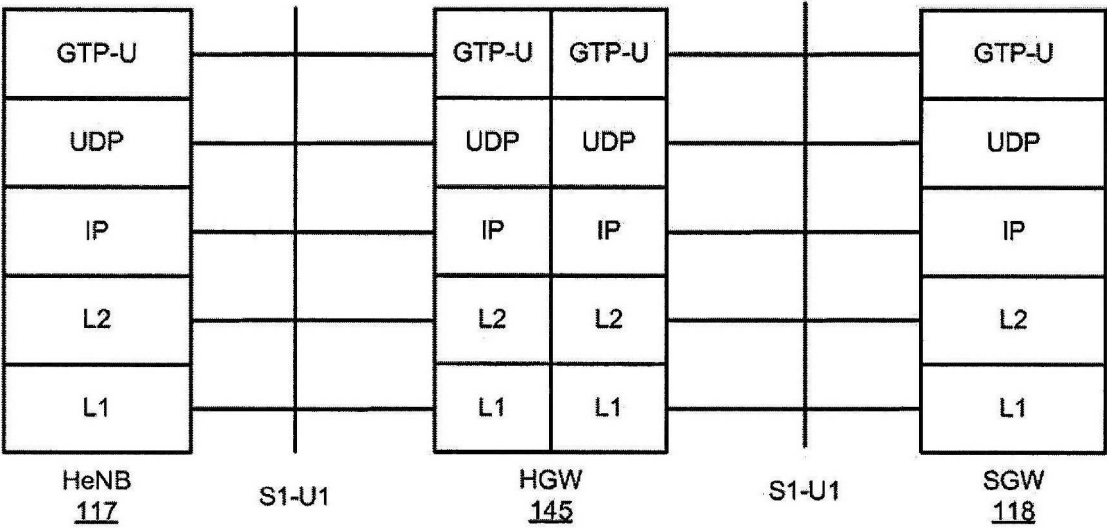 GTP-U GTP-U GTP-U GTP-U
UDP UDP UDP UDP
IP IP IP IP
L2 L2 L2 L2
L1 L1 L1 L1
HeNB S1-U1 HGW S1-U1 SGW
117 145 118